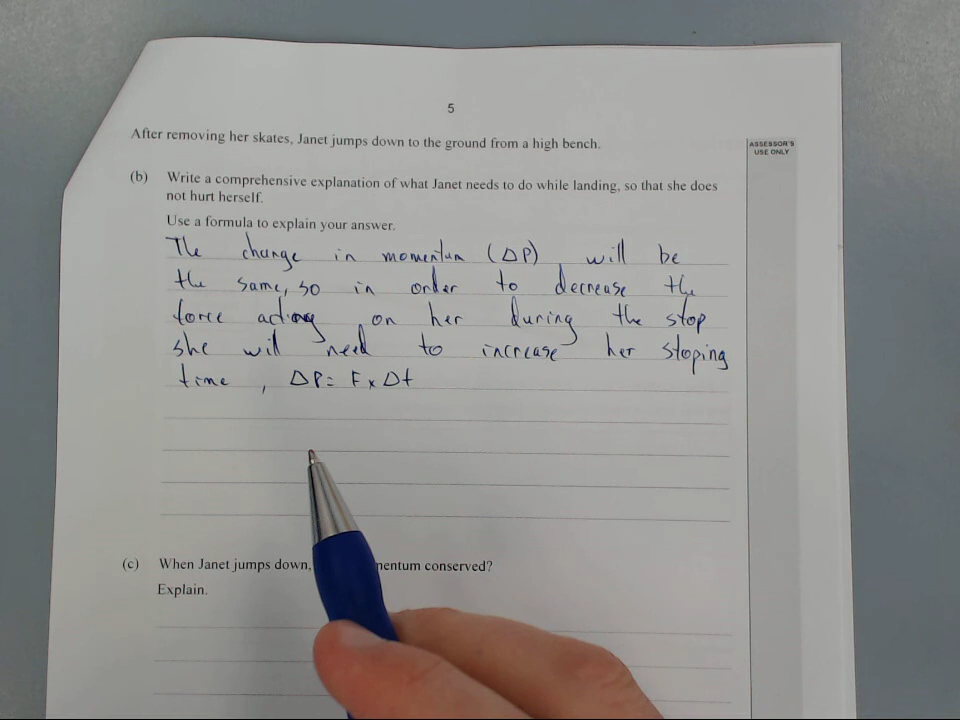 5
After removing her skates, Janet jumps down to the ground from a high bench.
ASSESSOR'S
USE ONLY
(b) Write a comprehensive explanation of what Janet needs to do while landing, so that she does
not hurt herself.
Use a formula to explain your answer.
The change in momentum (ΔP) will be
the same, so in order to decrease the
force acting on her during the stop
she will need to increase her stoping
time, ΔP = F x Δt
(c) When Janet jumps down, mentum conserved?
Explain.